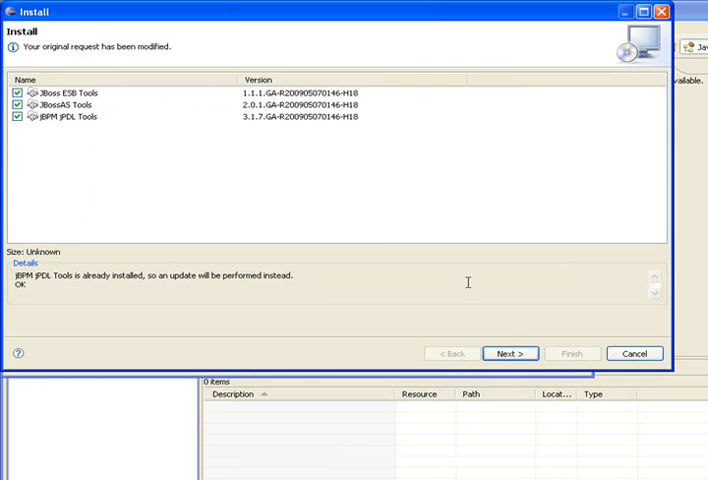 Install
Install
Your original request has been modified.
Jav
available.
Name Version
JBoss ESB Tools 1.1.1.GA-R200905070146-H18
JBossAS Tools 2.0.1.GA-R200905070146-H18
jBPM jPDL Tools 3.1.7.GA-R200905070146-H18
Size: Unknown
Details
jBPM jPDL Tools is already installed, so an update will be performed instead.
OK
< Back Next > Finish Cancel
0 items
Description Resource Path Locat... Type